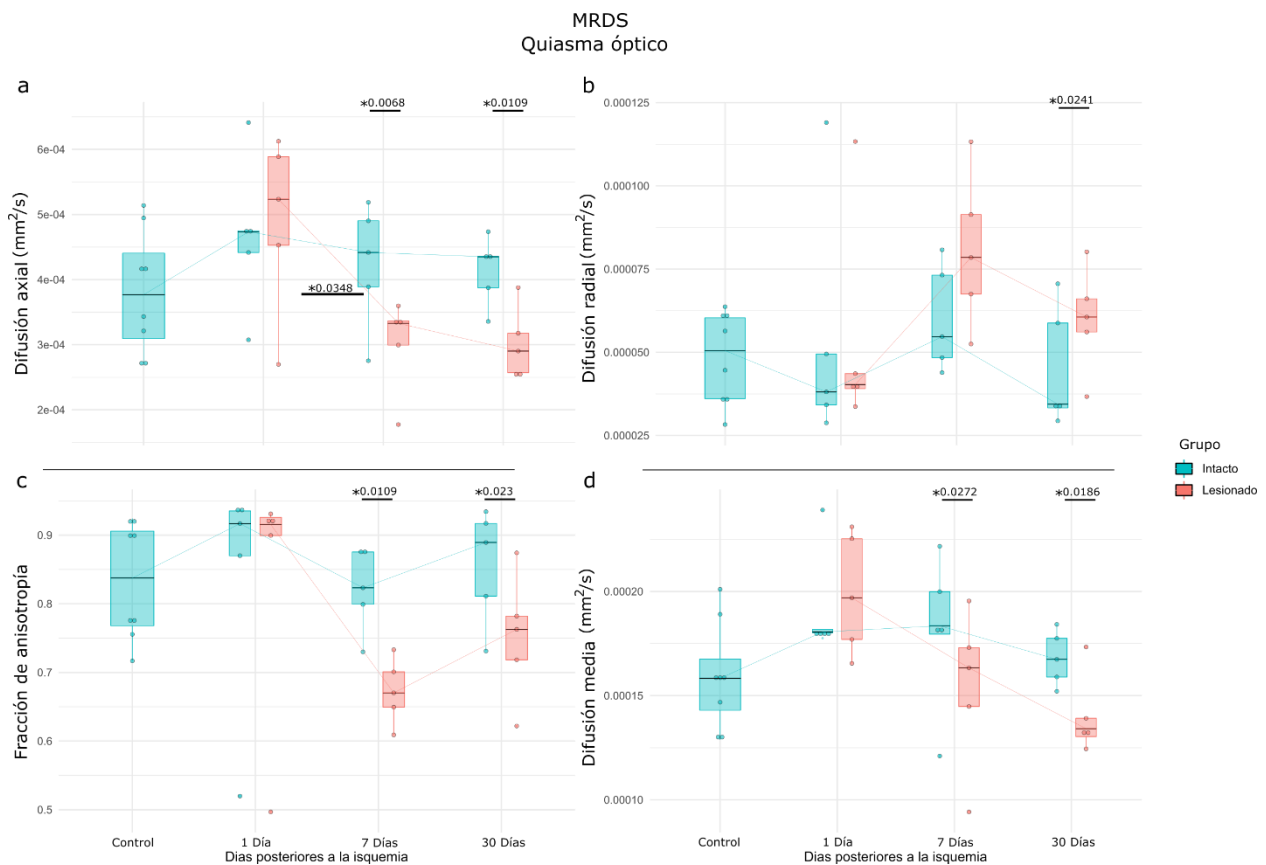 MRDS
Quiasma óptico
a
*0.0068
*0.0109
*0.0348
Difusión axial (mm²/s)
6e-04
5e-04
4e-04
3e-04
2e-04
b
*0.0241
Difusión radial (mm²/s)
0.000125
0.000100
0.000075
0.000050
0.000025
c
*0.0109
*0.023
Fracción de anisotropía
0.9
0.8
0.7
0.6
0.5
Control
1 Día
7 Días
30 Días
Dias posteriores a la isquemia
d
*0.0272
*0.0186
Difusión media (mm²/s)
0.00020
0.00015
0.00010
Control
1 Día
7 Días
30 Días
Dias posteriores a la isquemia
Grupo
Intacto
Lesionado